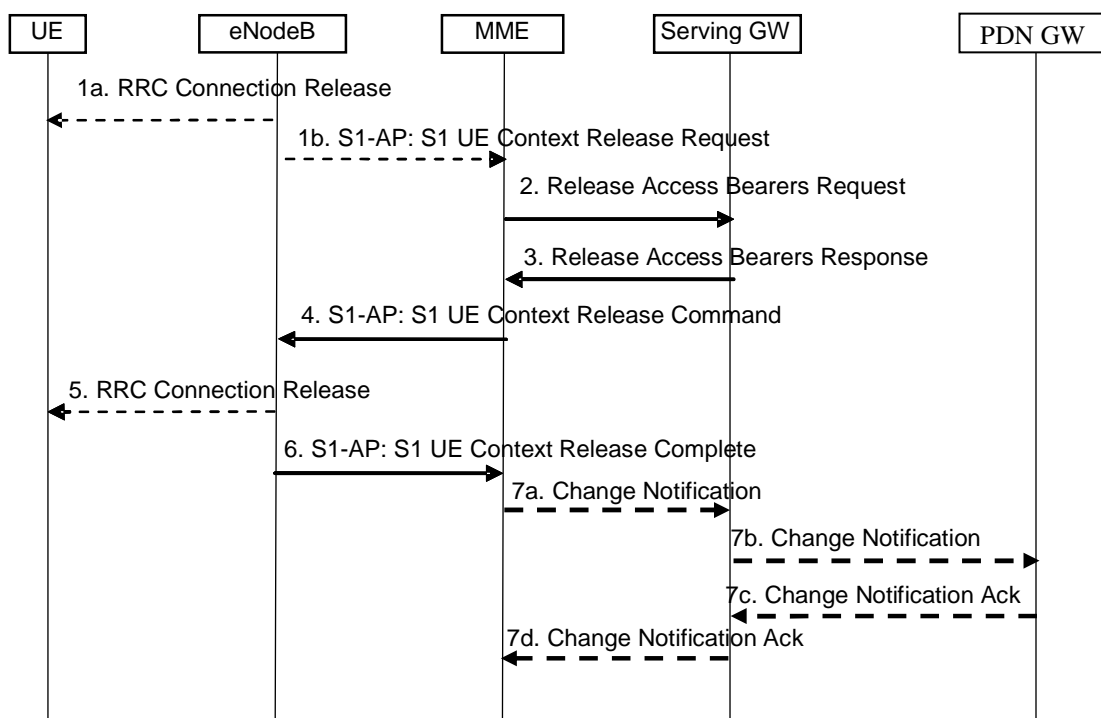 UE
eNodeB
MME
Serving GW
PDN GW
1a. RRC Connection Release
1b. S1-AP: S1 UE Context Release Request
2. Release Access Bearers Request
3. Release Access Bearers Response
4. S1-AP: S1 UE Context Release Command
5. RRC Connection Release
6. S1-AP: S1 UE Context Release Complete
7a. Change Notification
7b. Change Notification
7c. Change Notification Ack
7d. Change Notification Ack